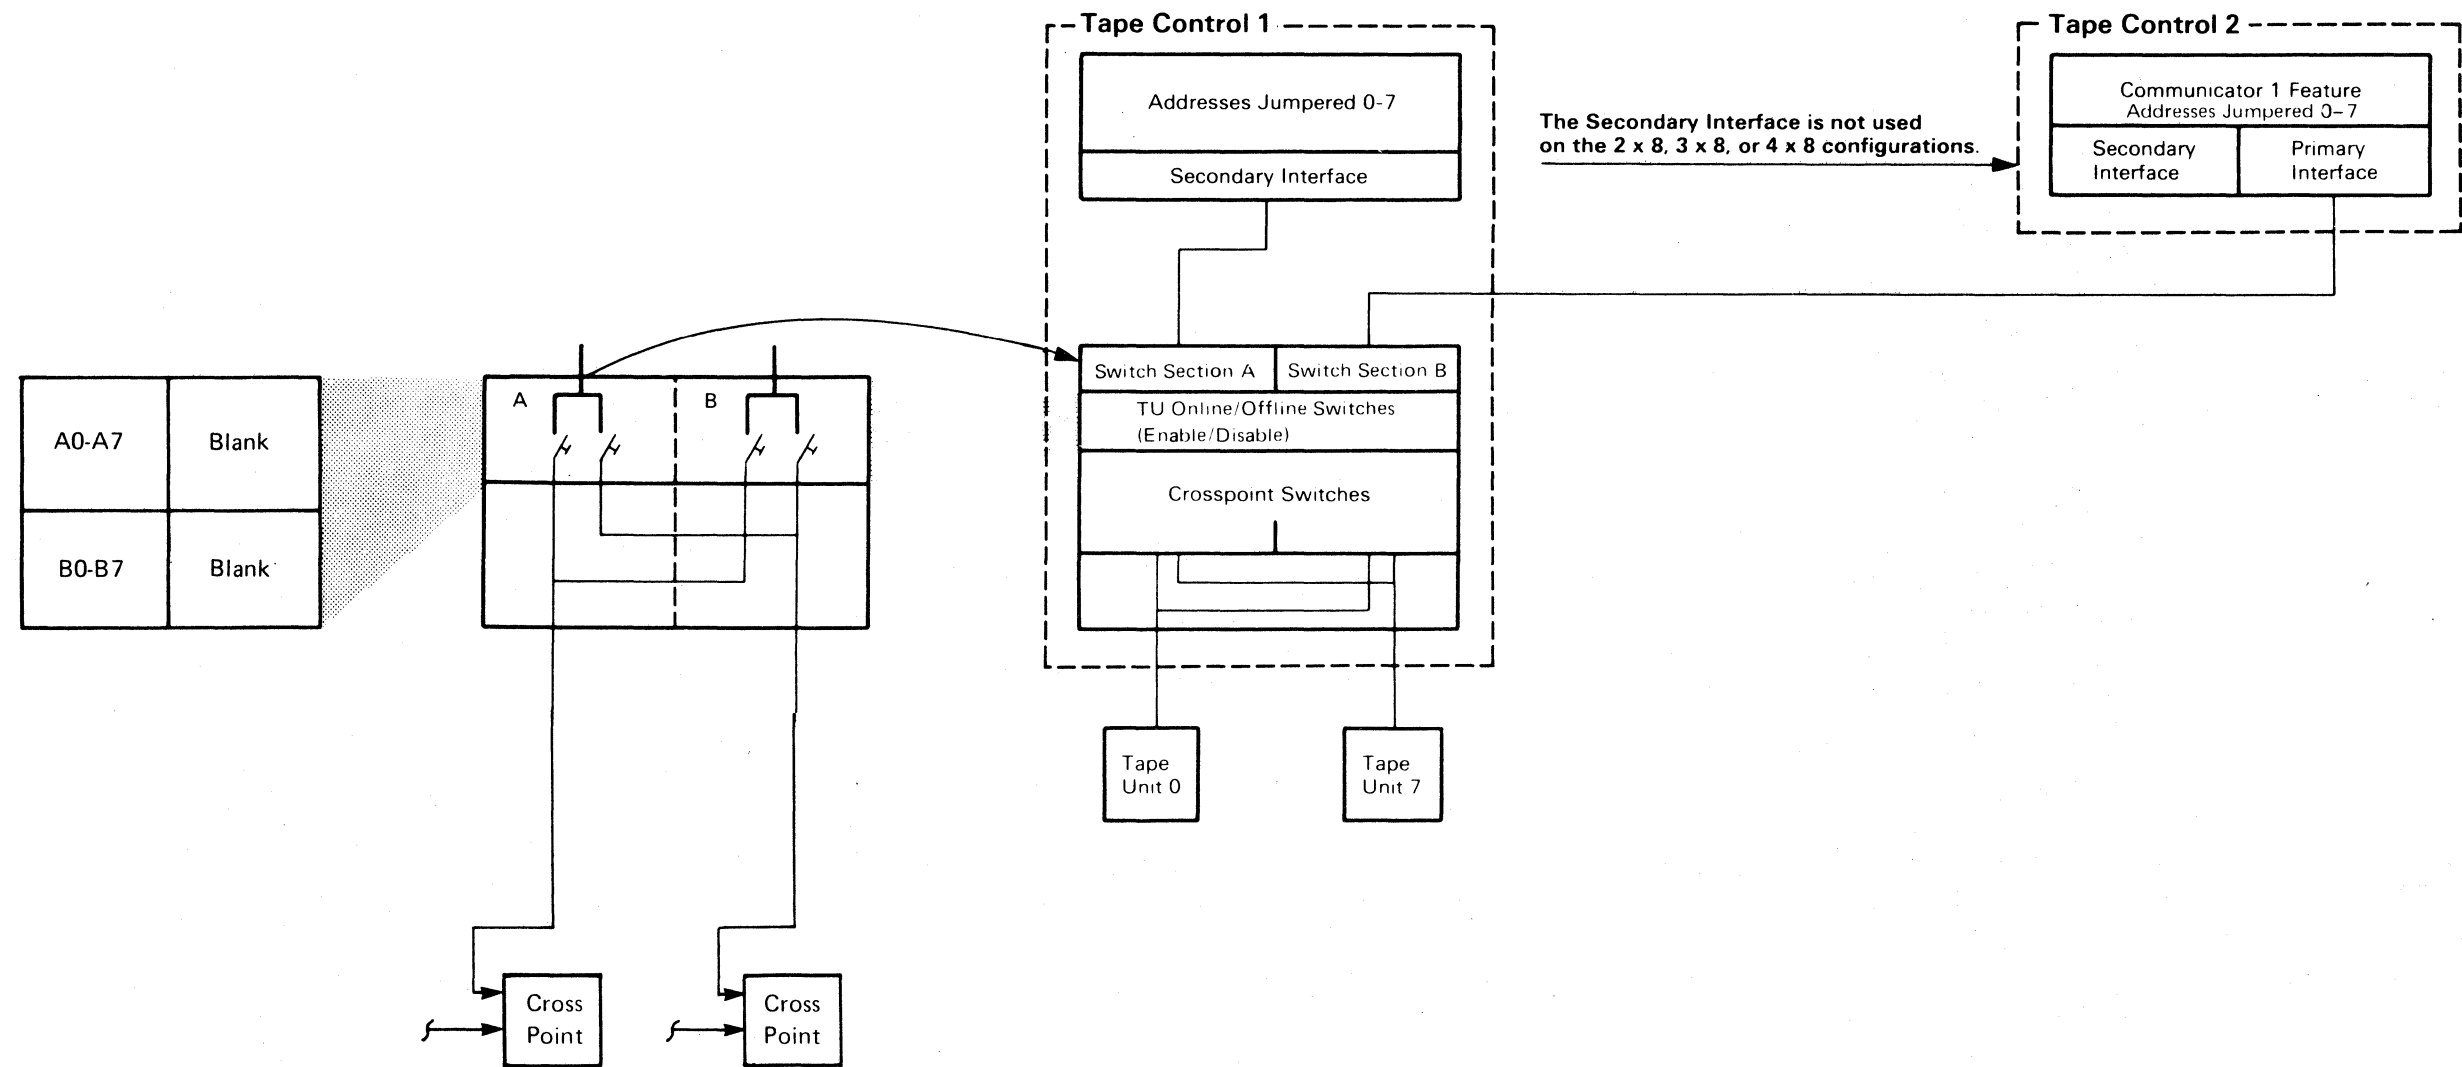 Tape Control 1
Addresses Jumpered 0-7
Secondary Interface
The Secondary Interface is not used
on the 2 x 8, 3 x 8, or 4 x 8 configurations.
Tape Control 2
Communicator 1 Feature
Addresses Jumpered 0-7
Secondary
Interface
Primary
Interface
A0-A7
Blank
B0-B7
Blank
A
B
Switch Section A
Switch Section B
TU Online/Offline Switches
(Enable/Disable)
Crosspoint Switches
Tape
Unit 0
Tape
Unit 7
Cross
Point
Cross
Point